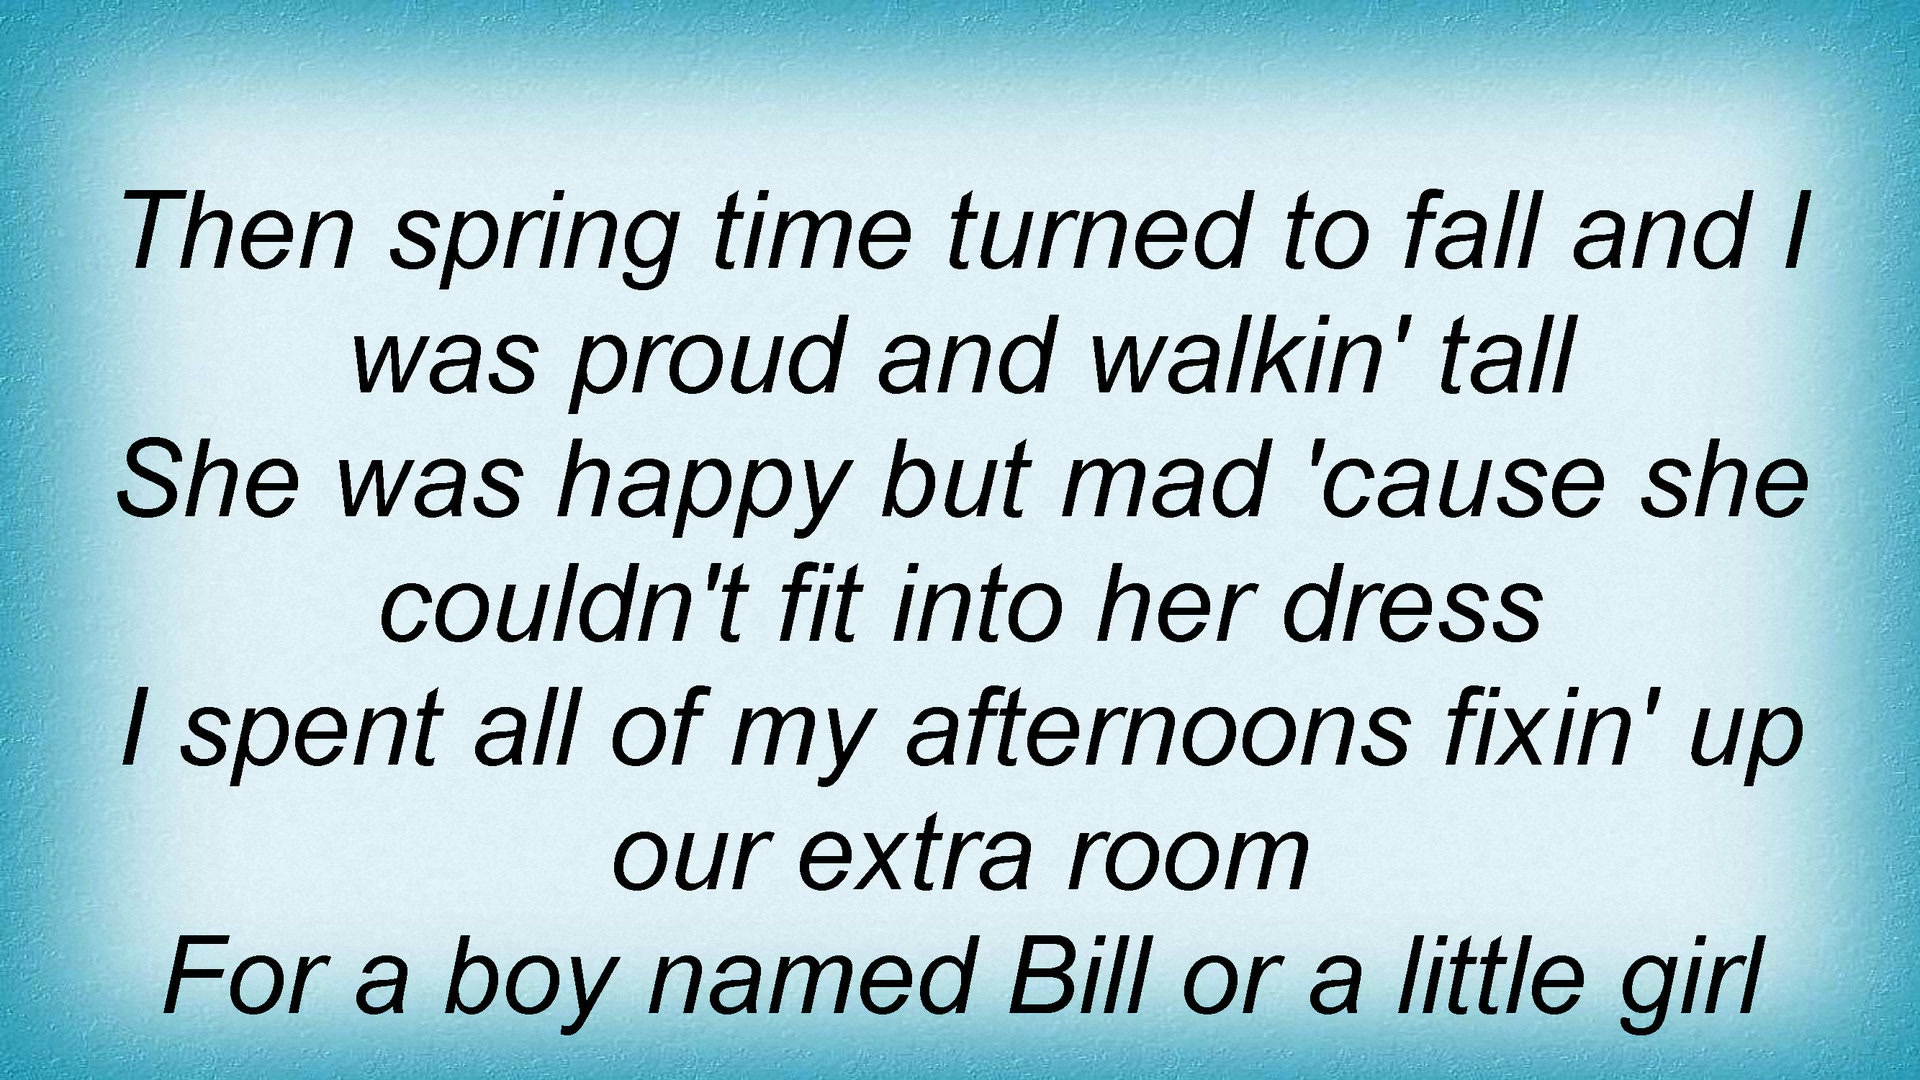 Then spring time turned to fall and I
was proud and walkin' tall
She was happy but mad 'cause she
couldn't fit into her dress
I spent all of my afternoons fixin' up
our extra room
For a boy named Bill or a little girl